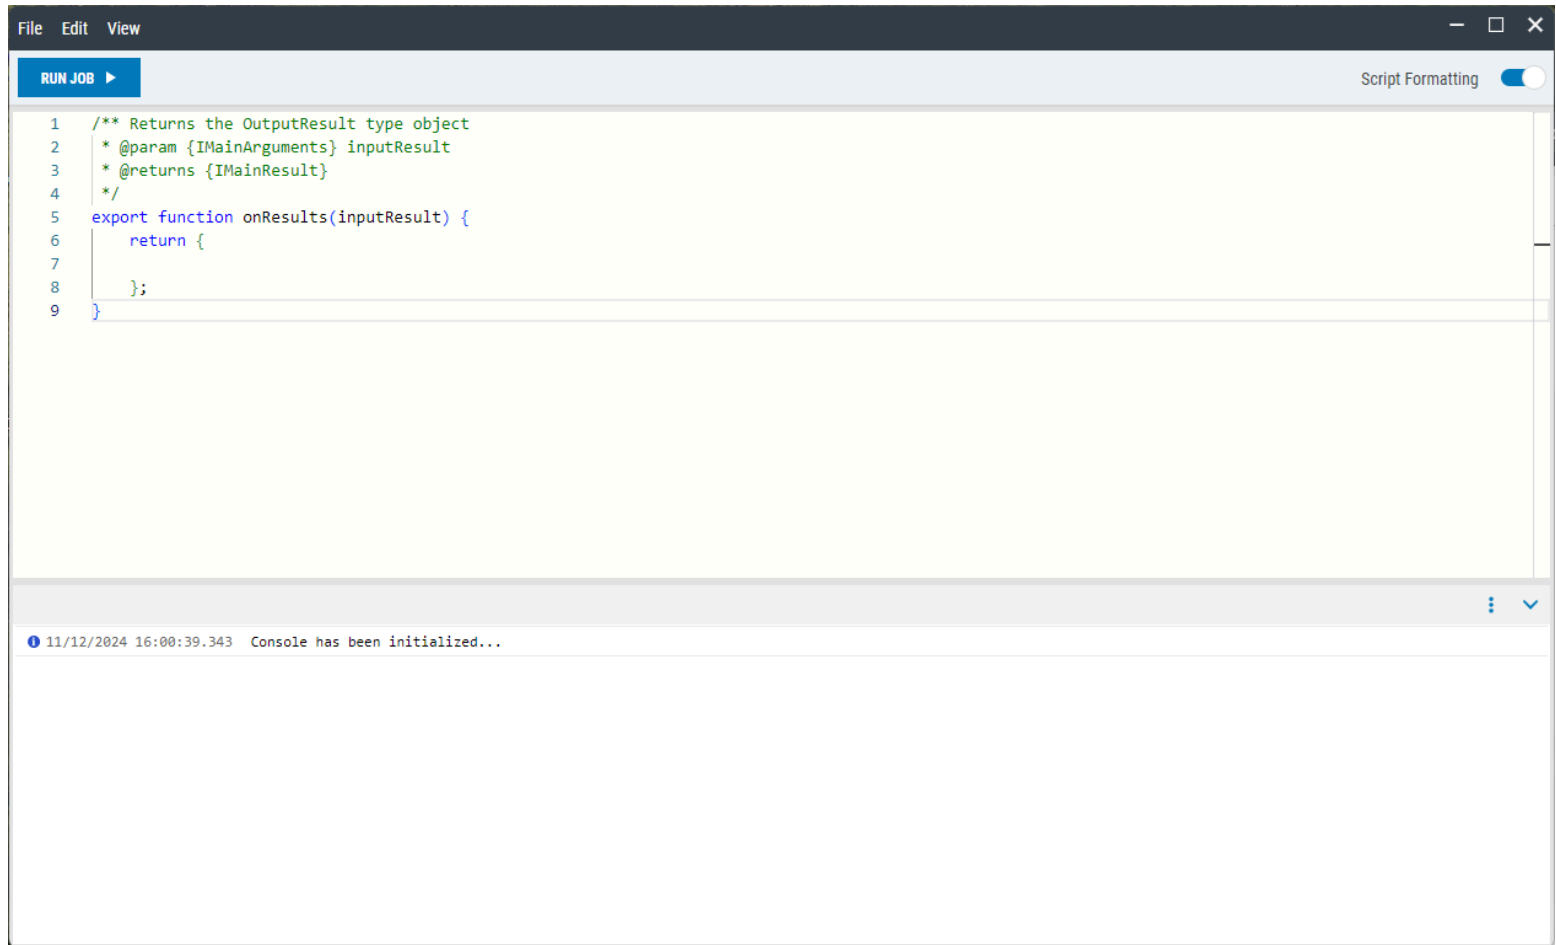 File Edit View
RUN JOB
Script Formatting
1 /** Returns the OutputResult type object
2 * @param {IMainArguments} inputResult
3 * @returns {IMainResult}
4 */
5 export function onResults(inputResult) {
6 return {
7
8 };
9 }
11/12/2024 16:00:39.343 Console has been initialized...